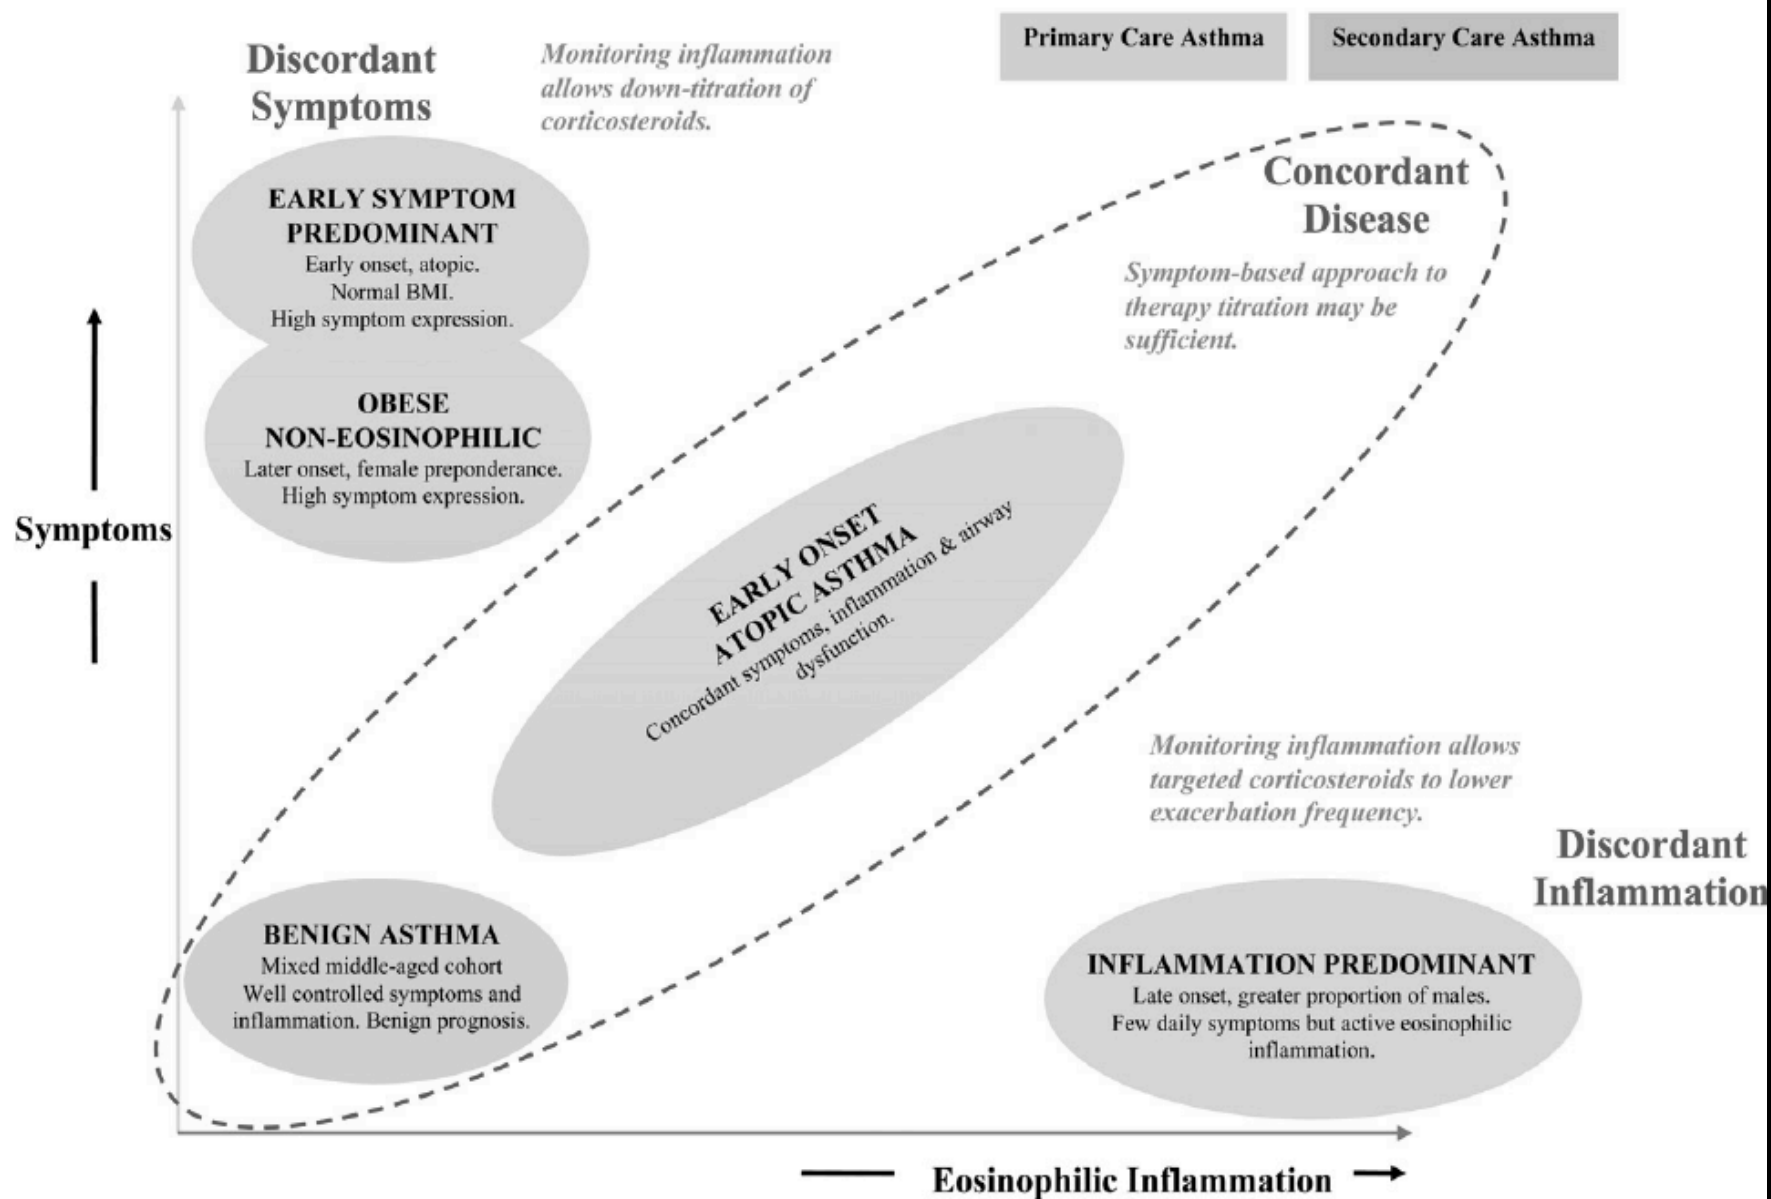 Primary Care Asthma
Secondary Care Asthma
Discordant
Symptoms
Monitoring inflammation
allows down-titration of
corticosteroids.
Concordant
Disease
Symptom-based approach to
therapy titration may be
sufficient.
EARLY SYMPTOM
PREDOMINANT
Early onset, atopic.
Normal BMI.
High symptom expression.
OBESE
NON-EOSINOPHILIC
Later onset, female preponderance.
High symptom expression.
Symptoms
EARLY ONSET
ATOPIC ASTHMA
Concordant symptoms, inflammation & airway
dysfunction.
Monitoring inflammation allows
targeted corticosteroids to lower
exacerbation frequency.
Discordant
Inflammation
BENIGN ASTHMA
Mixed middle-aged cohort
Well controlled symptoms and
inflammation. Benign prognosis.
INFLAMMATION PREDOMINANT
Late onset, greater proportion of males.
Few daily symptoms but active eosinophilic
inflammation.
Eosinophilic Inflammation